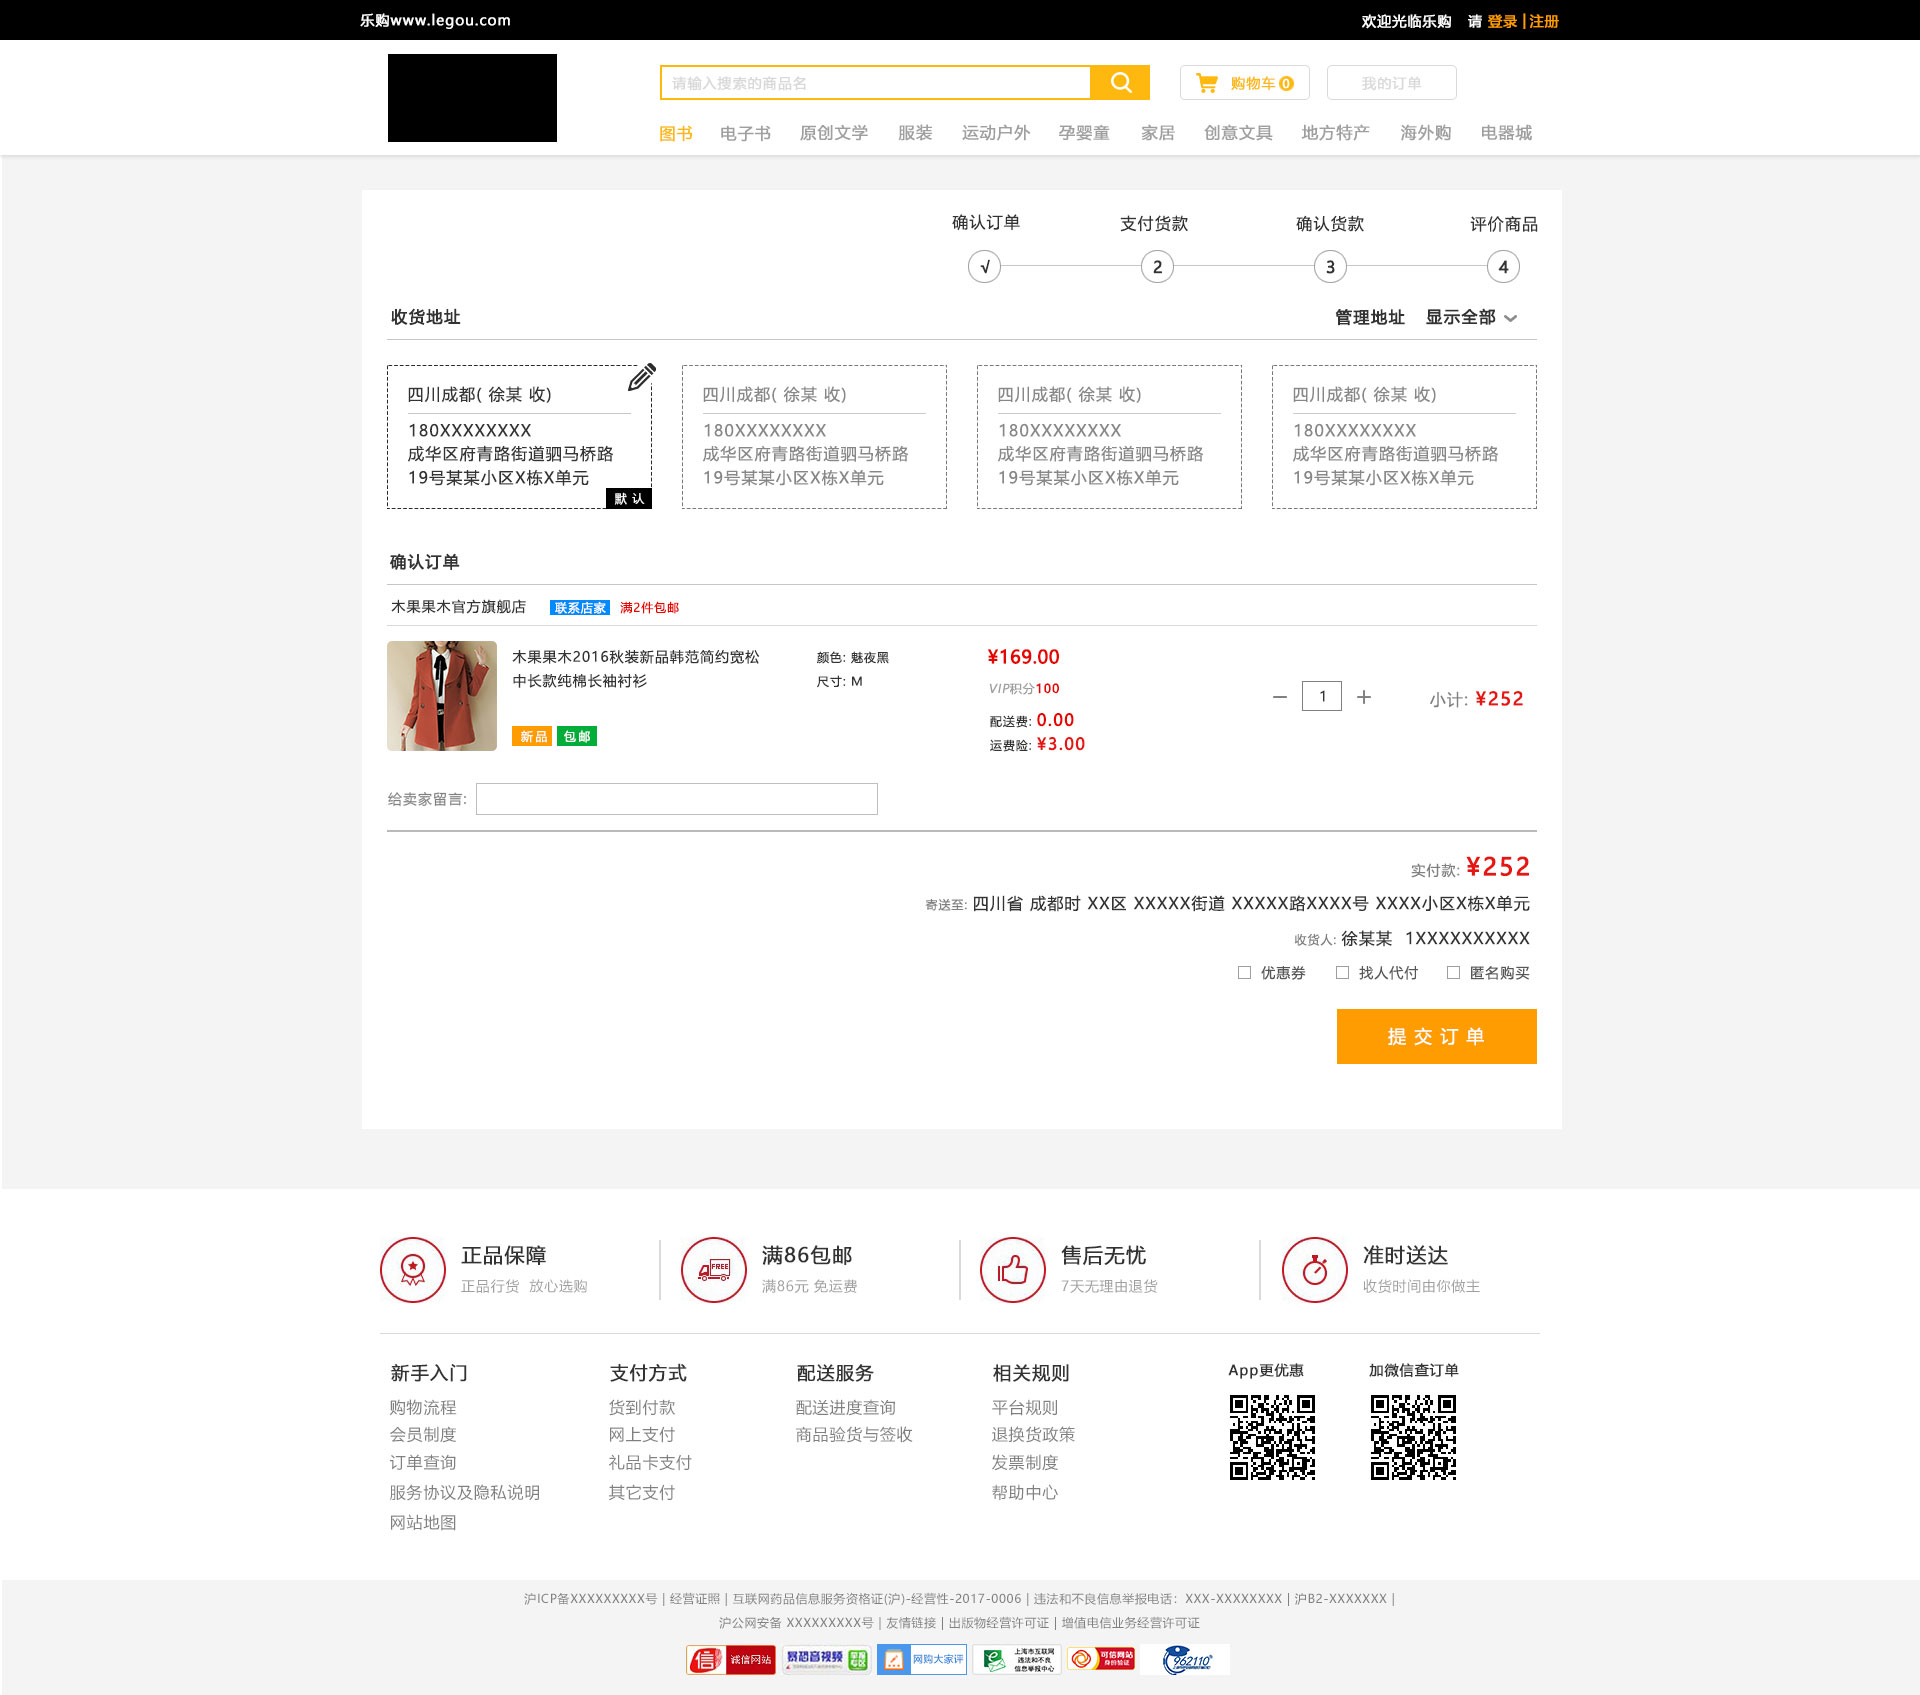 乐购www.legou.com 欢迎光临乐购 请 登录 | 注册
请输入搜索的商品名 购物车 0 我的订单
图书 电子书 原创文学 服装 运动户外 孕婴童 家居 创意文具 地方特产 海外购 电器城
确认订单 支付货款 确认货款 评价商品
√ 2 3 4
收货地址 管理地址 显示全部
四川成都( 徐某 收) 四川成都( 徐某 收) 四川成都( 徐某 收) 四川成都( 徐某 收)
180XXXXXXXX 180XXXXXXXX 180XXXXXXXX 180XXXXXXXX
成华区府青路街道驷马桥路 成华区府青路街道驷马桥路 成华区府青路街道驷马桥路 成华区府青路街道驷马桥路
19号某某小区X栋X单元 19号某某小区X栋X单元 19号某某小区X栋X单元 19号某某小区X栋X单元
默 认
确认订单
木果果木官方旗舰店 联系店家 满2件包邮
木果果木2016秋装新品韩范简约宽松 颜色: 魅夜黑 ¥169.00
中长款纯棉长袖衬衫 尺寸: M VIP积分100
1 小计: ¥252
配送费: 0.00
新品 包邮 运费险: ¥3.00
给卖家留言:
实付款: ¥252
寄送至: 四川省 成都时 XX区 XXXXX街道 XXXXX路XXXX号 XXXX小区X栋X单元
收货人: 徐某某 1XXXXXXXXXX
优惠券 找人代付 匿名购买
提 交 订 单
正品保障 FREE 满86包邮 售后无忧 准时送达
正品行货 放心选购 满86元 免运费 7天无理由退货 收货时间由你做主
新手入门 支付方式 配送服务 相关规则 App更优惠 加微信查订单
购物流程 货到付款 配送进度查询 平台规则
会员制度 网上支付 商品验货与签收 退换货政策
订单查询 礼品卡支付 发票制度
服务协议及隐私说明 其它支付 帮助中心
网站地图
沪ICP备XXXXXXXXX号 | 经营证照 | 互联网药品信息服务资格证(沪)-经营性-2017-0006 | 违法和不良信息举报电话：XXX-XXXXXXXX | 沪B2-XXXXXXX |
沪公网安备 XXXXXXXXX号 | 友情链接 | 出版物经营许可证 | 增值电信业务经营许可证
信 诚信网站 暴恐音视频 举报专区 网购大家评 上海市互联网 违法和不良 信息举报中心 可信网站 身份验证 962110